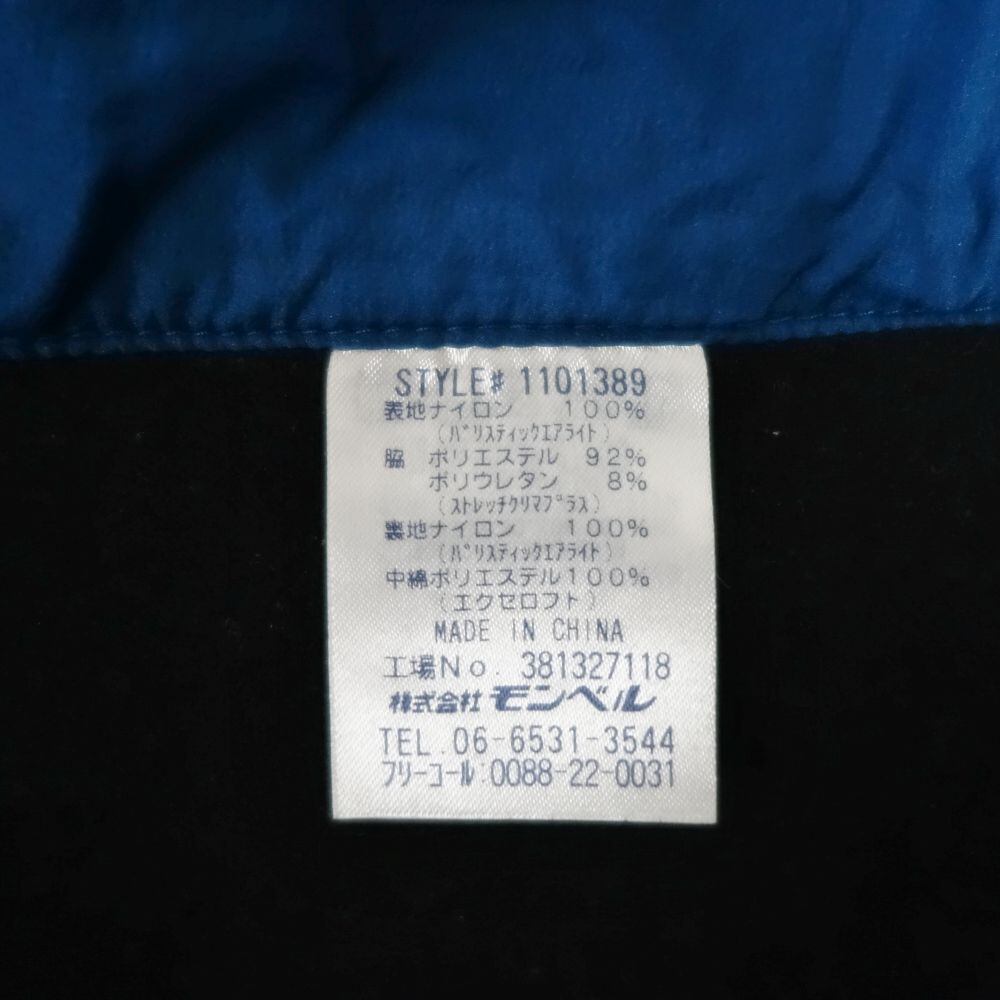 STYLE# 1101389
表地ナイロン 100%
(ﾊﾞﾘｽﾃｨｯｸｴｱﾗｲﾄ)
脇 ポリエステル 92%
ポリウレタン 8%
(ｽﾄﾚｯﾁｸﾘﾏﾌﾟﾗｽ)
裏地ナイロン 100%
(ﾊﾞﾘｽﾃｨｯｸｴｱﾗｲﾄ)
中綿ポリエステル100%
(エクセロフト)
MADE IN CHINA
工場No. 381327118
株式会社 モンベル
TEL.06-6531-3544
ﾌﾘｰｺｰﾙ:0088-22-0031